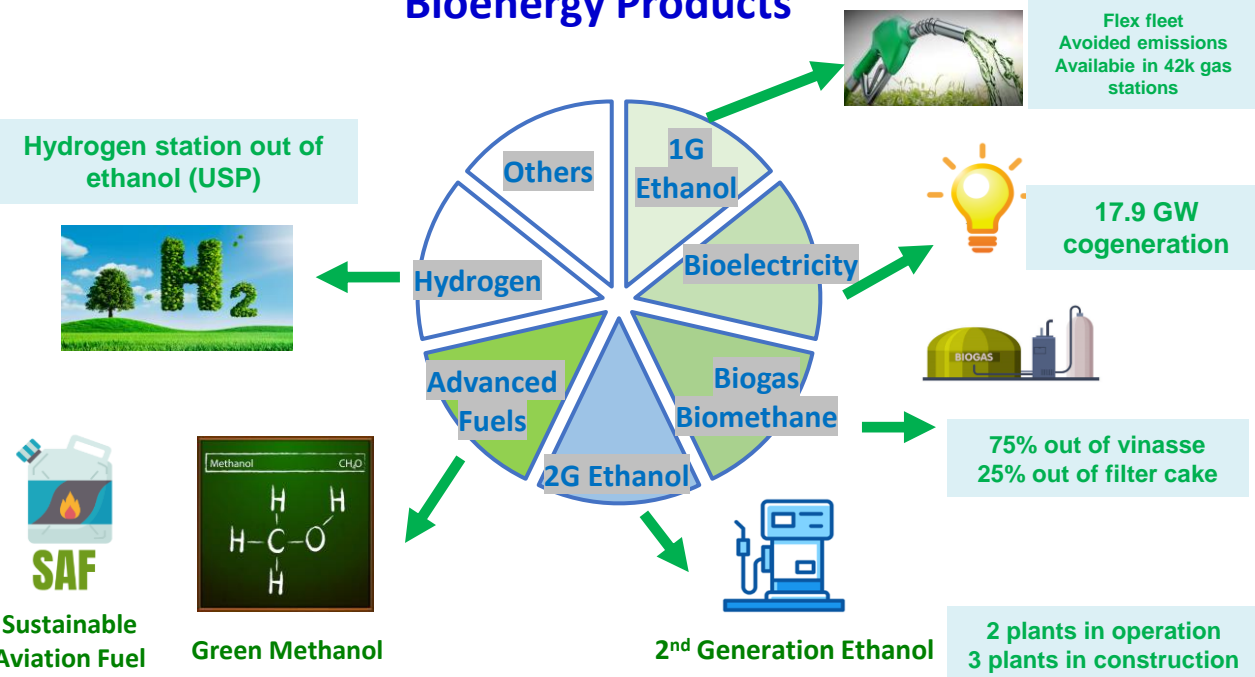 Bioenergy Products
Flex fleet
Avoided emissions
Availabie in 42k gas
stations
Hydrogen station out of
ethanol (USP)
H2
Others
1G
Ethanol
Bioelectricity
17.9 GW
cogeneration
Hydrogen
BIOGAS
Advanced
Fuels
Biogas
Biomethane
2G Ethanol
75% out of vinasse
25% out of filter cake
SAF
Sustainable
Aviation Fuel
Methanol
H H
H–C–O
H
Green Methanol
2nd Generation Ethanol
2 plants in operation
3 plants in construction